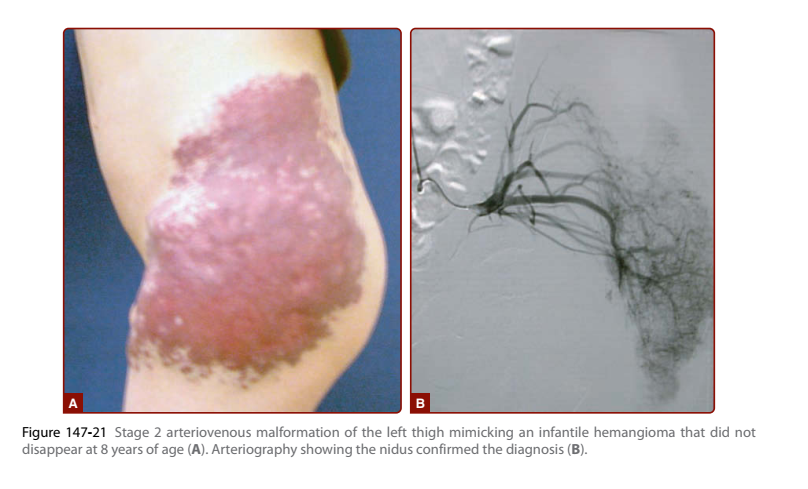 A
B
Figure 147-21 Stage 2 arteriovenous malformation of the left thigh mimicking an infantile hemangioma that did not
disappear at 8 years of age (A). Arteriography showing the nidus confirmed the diagnosis (B).